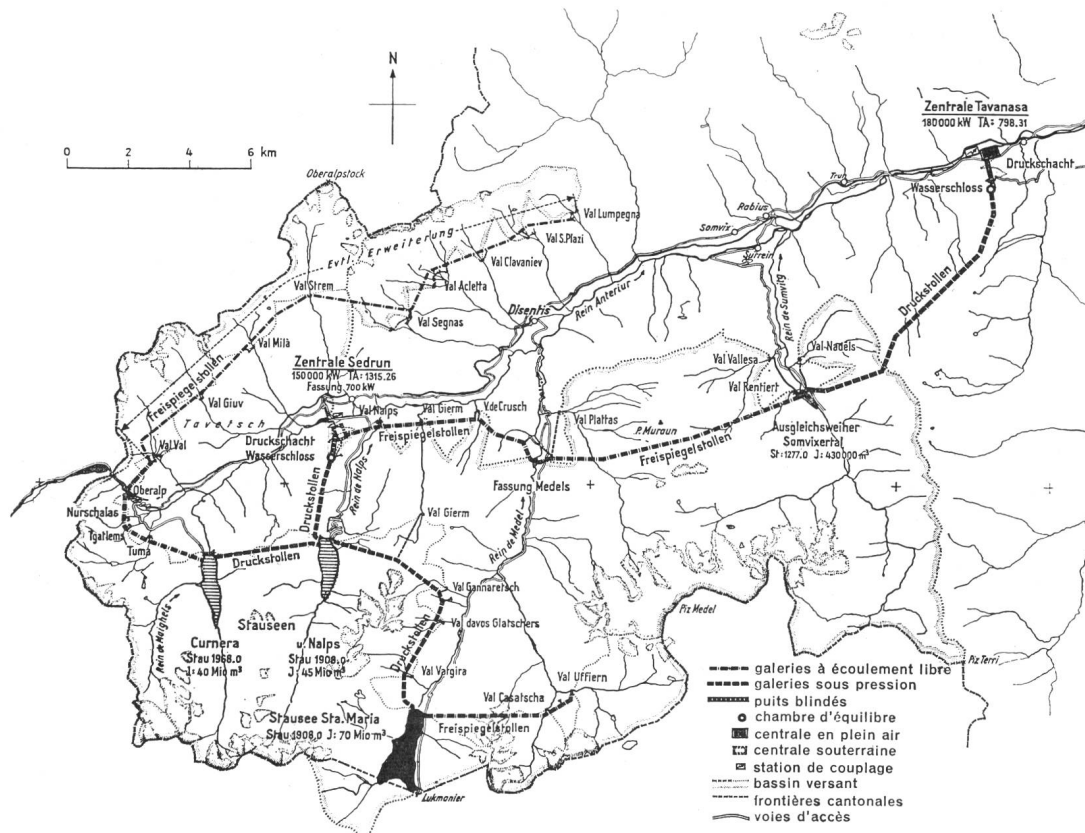 N
0 2 4 6 km
Oberalpstock
Zentrale Tavanasa
180000 kW TA: 798.31
Druckschacht
Wasserschloss
Trun
Rabius
Somvix
Surrein
Val Lumpegna
Val S.Plazi
Val Clavaniev
Val Acletta
Evtl. Erweiterung
Val Strem
Val Segnas
Disentis
Rein Anteriur
Rein de Sumvitg
Druckstollen
Val Milà
Zentrale Sedrun
150000 kW TA: 1315.26
Fassung 700 kW
Freispiegelstollen
Val Giuv
Tavetsch
Val Nalps
Val Gierm
V.de Crusch
Val Plattas
Val Nadels
Val Vallesa
Val Rentiert
P. Muraun
Freispiegelstollen
Freispiegelstollen
Ausgleichsweiher
Somvixertal
St: 1277.0 J: 430000 m³
Druckschacht
Wasserschloss
Val Val
Oberalp
Nurschalas
Tgatlems
Tuma
Druckstollen
Rein de Nalps
Fassung Medels
Val Gierm
Rein de Medel
Druckstollen
Val Gannaretsch
Val davos Glatschers
Druckstollen
Val Vargira
Rein de Maighels
Stauseen
Curnera
Stau 1968.0
J: 40 Mio m³
u. Nalps
Stau 1908.0
J: 45 Mio m³
Piz Medel
Piz Terri
Val Uffiern
Val Casatscha
Freispiegelstollen
Stausee Sta. Maria
Stau 1908.0 J: 70 Mio m³
Lukmanier
galeries à écoulement libre
galeries sous pression
puits blindés
chambre d'équilibre
centrale en plein air
centrale souterraine
station de couplage
bassin versant
frontières cantonales
voies d'accès